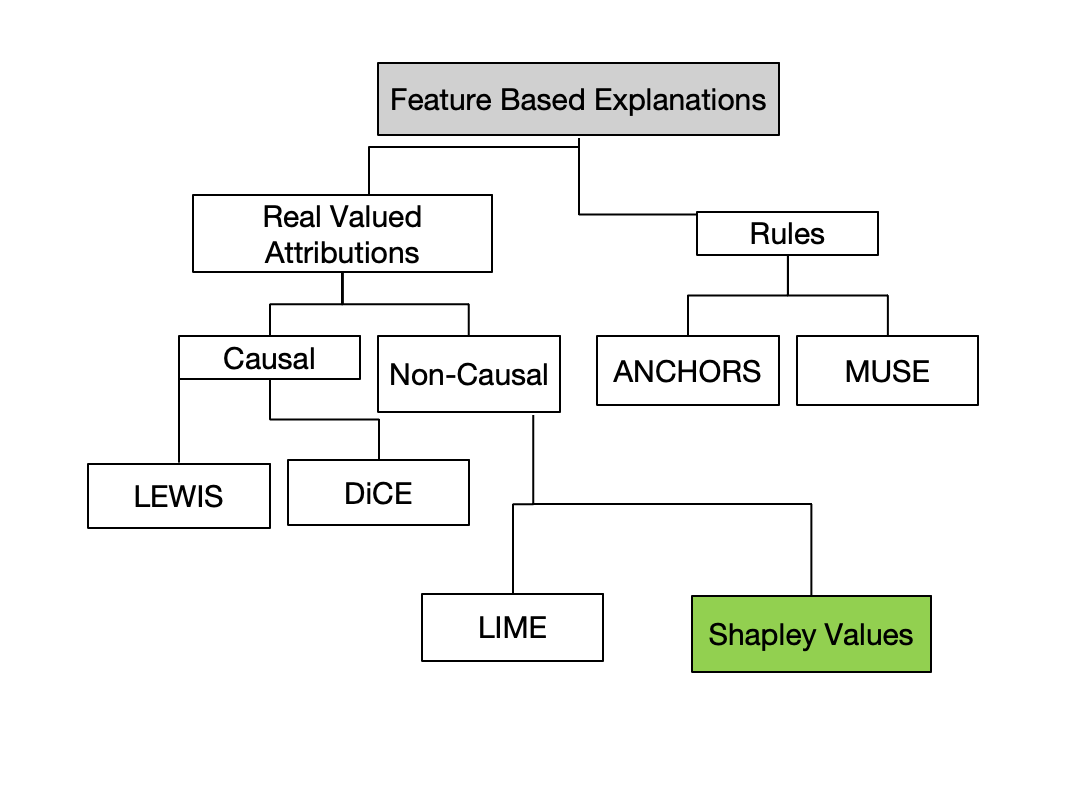 Feature Based Explanations
Real Valued
Attributions
Rules
Causal
Non-Causal
ANCHORS
MUSE
LEWIS
DiCE
LIME
Shapley Values